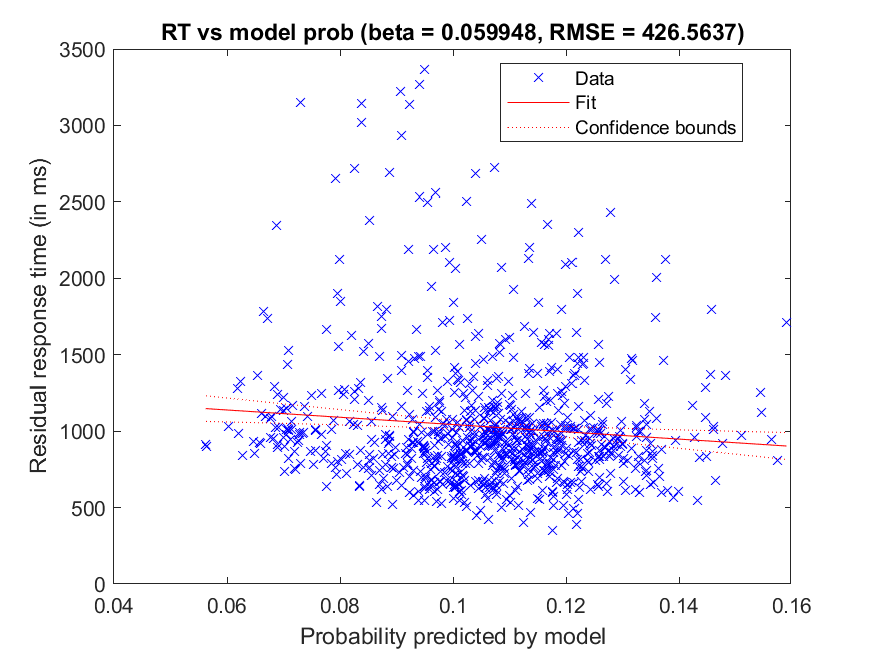 RT vs model prob (beta = 0.059948, RMSE = 426.5637)
3500
3000
2500
2000
1500
1000
500
0
Residual response time (in ms)
Data
Fit
Confidence bounds
0.04 0.06 0.08 0.1 0.12 0.14 0.16
Probability predicted by model